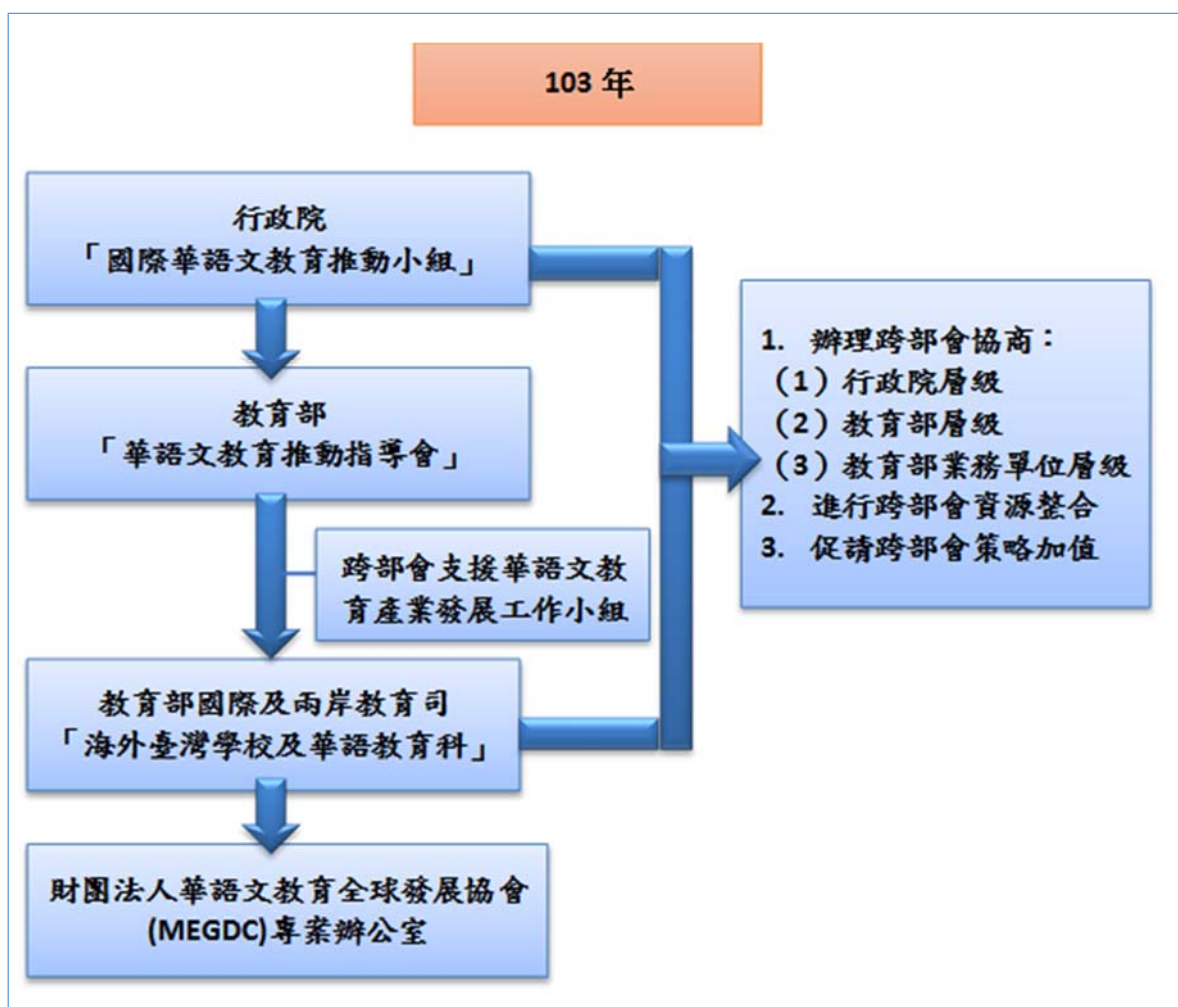 103 年
行政院
「國際華語文教育推動小組」
教育部
「華語文教育推動指導會」
跨部會支援華語文教
育產業發展工作小組
教育部國際及兩岸教育司
「海外臺灣學校及華語教育科」
財團法人華語文教育全球發展協會
(MEGDC)專案辦公室
1. 辦理跨部會協商：
（1）行政院層級
（2）教育部層級
（3）教育部業務單位層級
2. 進行跨部會資源整合
3. 促請跨部會策略加值